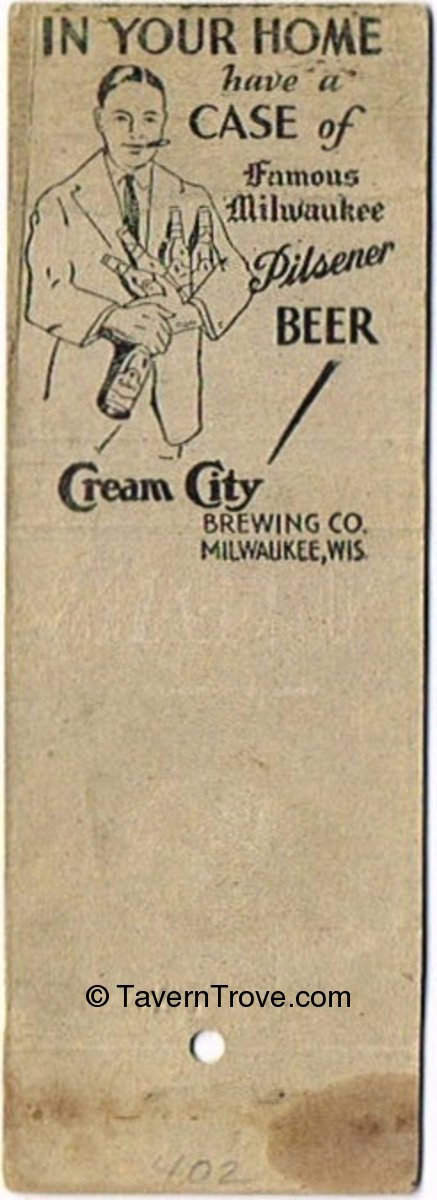 IN YOUR HOME
have a
CASE of
Famous
Milwaukee
Pilsener
BEER
Cream City
BREWING CO.
MILWAUKEE, WIS.
© TavernTrove.com
402